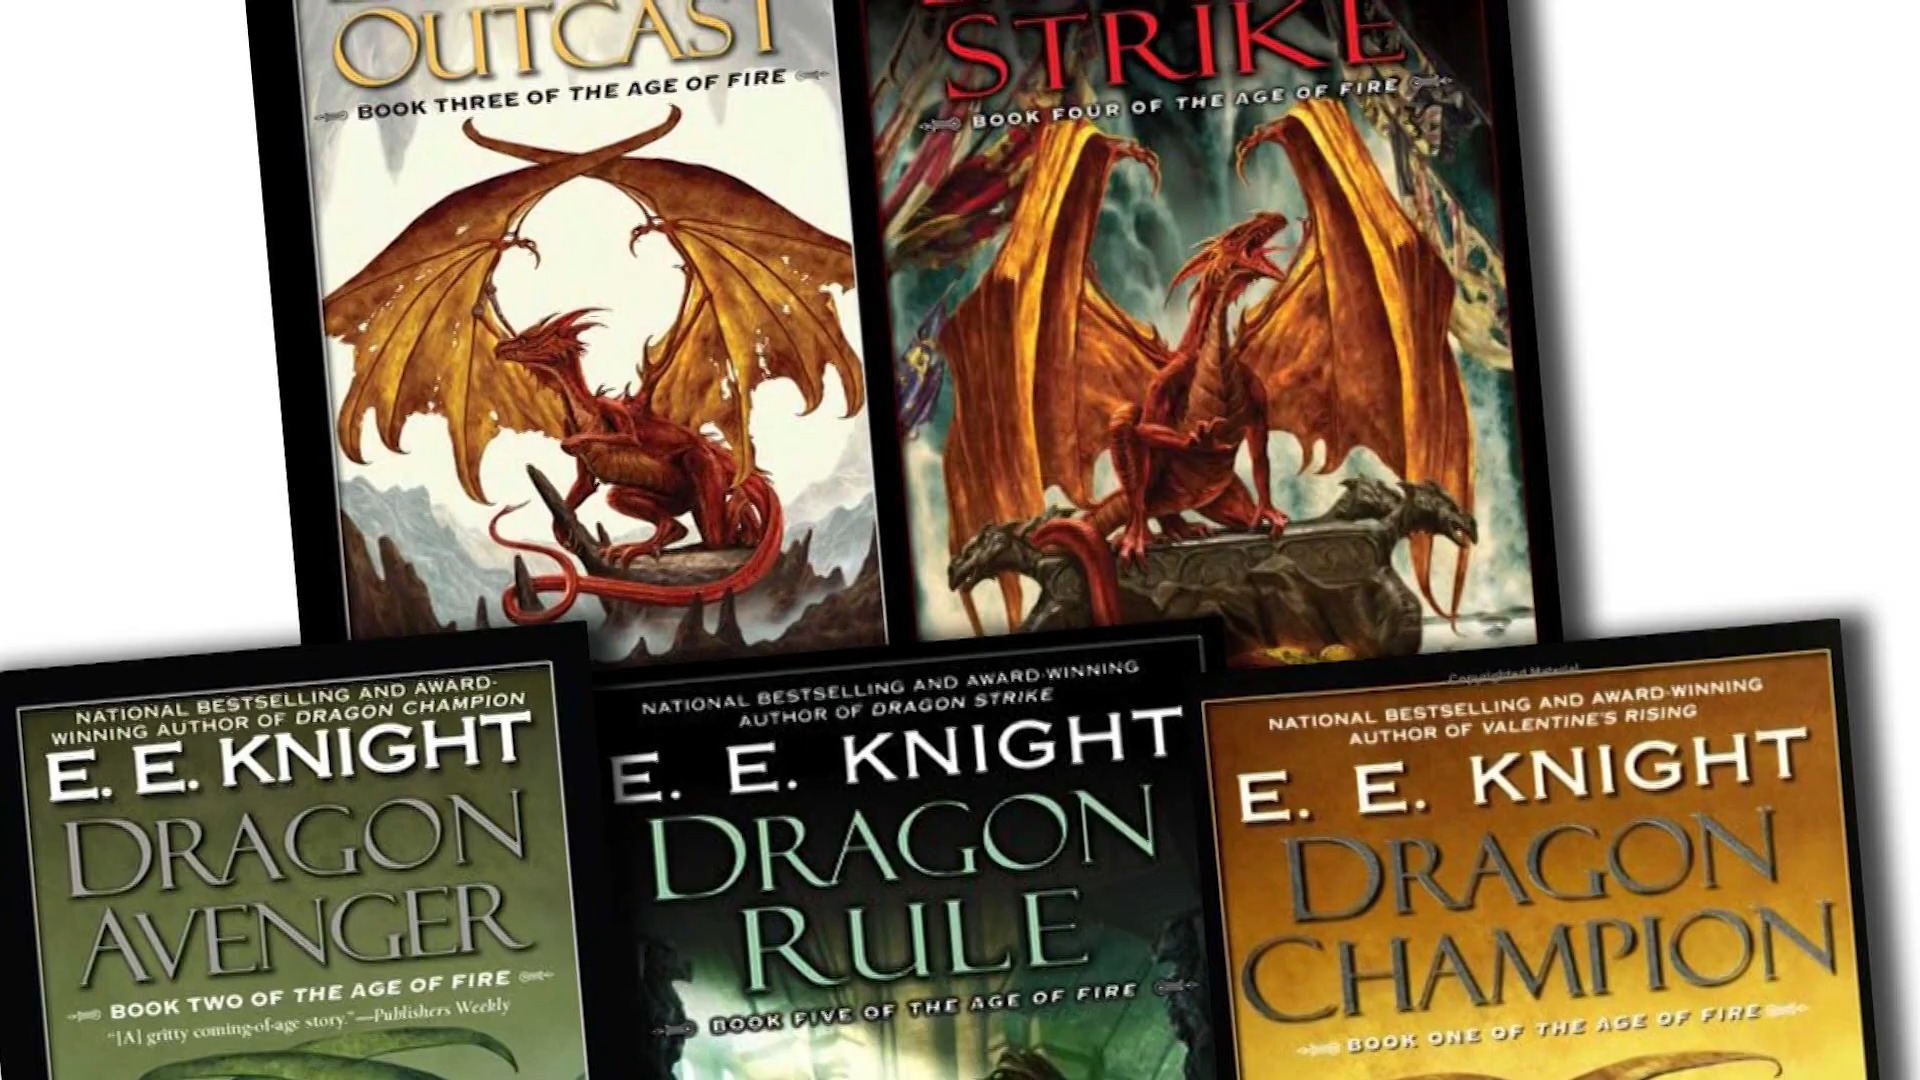 OUTCAST
BOOK THREE OF THE AGE OF FIRE
STRIKE
BOOK FOUR OF THE AGE OF FIRE
NATIONAL BESTSELLING AND AWARD-
WINNING AUTHOR OF DRAGON CHAMPION
E. E. KNIGHT
DRAGON
AVENGER
BOOK TWO OF THE AGE OF FIRE
"[A] gritty coming-of-age story."—Publishers Weekly
NATIONAL BESTSELLING AND AWARD-WINNING
AUTHOR OF DRAGON STRIKE
E. E. KNIGHT
DRAGON
RULE
BOOK FIVE OF THE AGE OF FIRE
Copyrighted Material
NATIONAL BESTSELLING AND AWARD-WINNING
AUTHOR OF VALENTINE'S RISING
E. E. KNIGHT
DRAGON
CHAMPION
BOOK ONE OF THE AGE OF FIRE